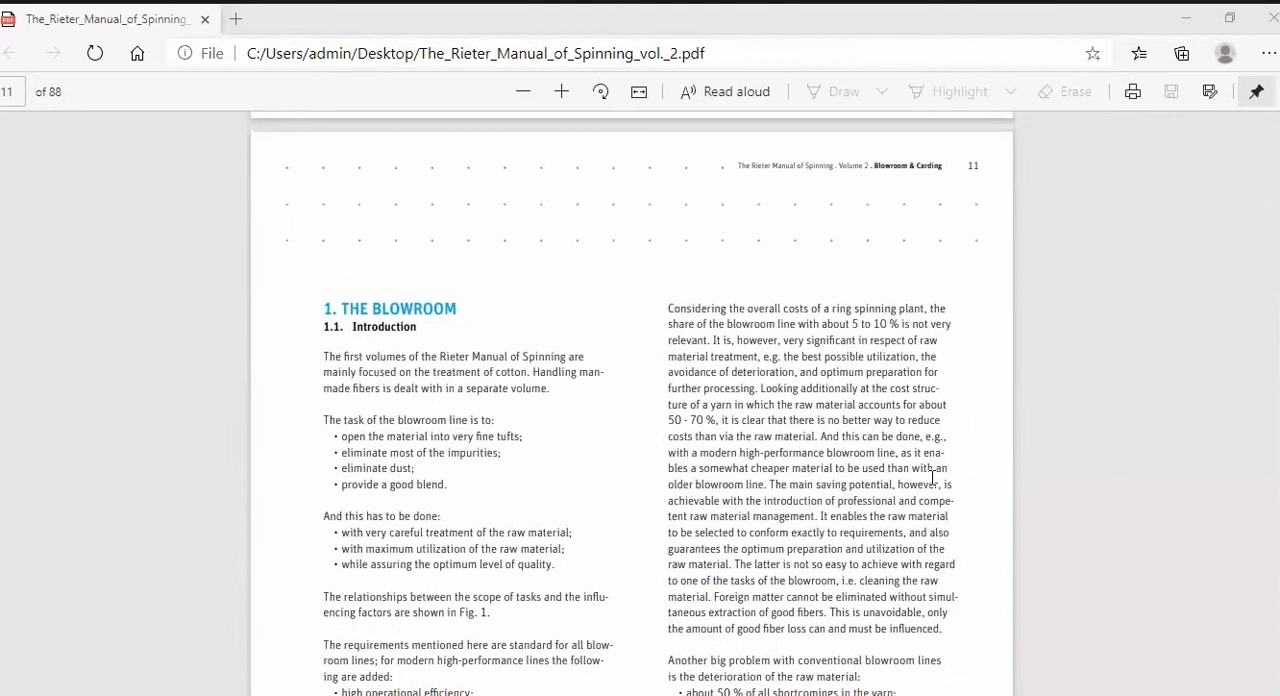 The_Rieter_Manual_of_Spinning_
File
C:/Users/admin/Desktop/The_Rieter_Manual_of_Spinning_vol._2.pdf
11 of 88
Read aloud
Draw
Highlight
Erase
The Rieter Manual of Spinning . Volume 2 . Blowroom & Carding 11
1. THE BLOWROOM
1.1. Introduction
The first volumes of the Rieter Manual of Spinning are
mainly focused on the treatment of cotton. Handling man-
made fibers is dealt with in a separate volume.
The task of the blowroom line is to:
• open the material into very fine tufts;
• eliminate most of the impurities;
• eliminate dust;
• provide a good blend.
And this has to be done:
• with very careful treatment of the raw material;
• with maximum utilization of the raw material;
• while assuring the optimum level of quality.
The relationships between the scope of tasks and the influ-
encing factors are shown in Fig. 1.
The requirements mentioned here are standard for all blow-
room lines; for modern high-performance lines the follow-
ing are added:
• high operational efficiency;
Considering the overall costs of a ring spinning plant, the
share of the blowroom line with about 5 to 10 % is not very
relevant. It is, however, very significant in respect of raw
material treatment, e.g. the best possible utilization, the
avoidance of deterioration, and optimum preparation for
further processing. Looking additionally at the cost struc-
ture of a yarn in which the raw material accounts for about
50 - 70 %, it is clear that there is no better way to reduce
costs than via the raw material. And this can be done, e.g.,
with a modern high-performance blowroom line, as it ena-
bles a somewhat cheaper material to be used than with an
older blowroom line. The main saving potential, however, is
achievable with the introduction of professional and compe-
tent raw material management. It enables the raw material
to be selected to conform exactly to requirements, and also
guarantees the optimum preparation and utilization of the
raw material. The latter is not so easy to achieve with regard
to one of the tasks of the blowroom, i.e. cleaning the raw
material. Foreign matter cannot be eliminated without simul-
taneous extraction of good fibers. This is unavoidable, only
the amount of good fiber loss can and must be influenced.
Another big problem with conventional blowroom lines
is the deterioration of the raw material:
• about 50 % of all shortcomings in the yarn;